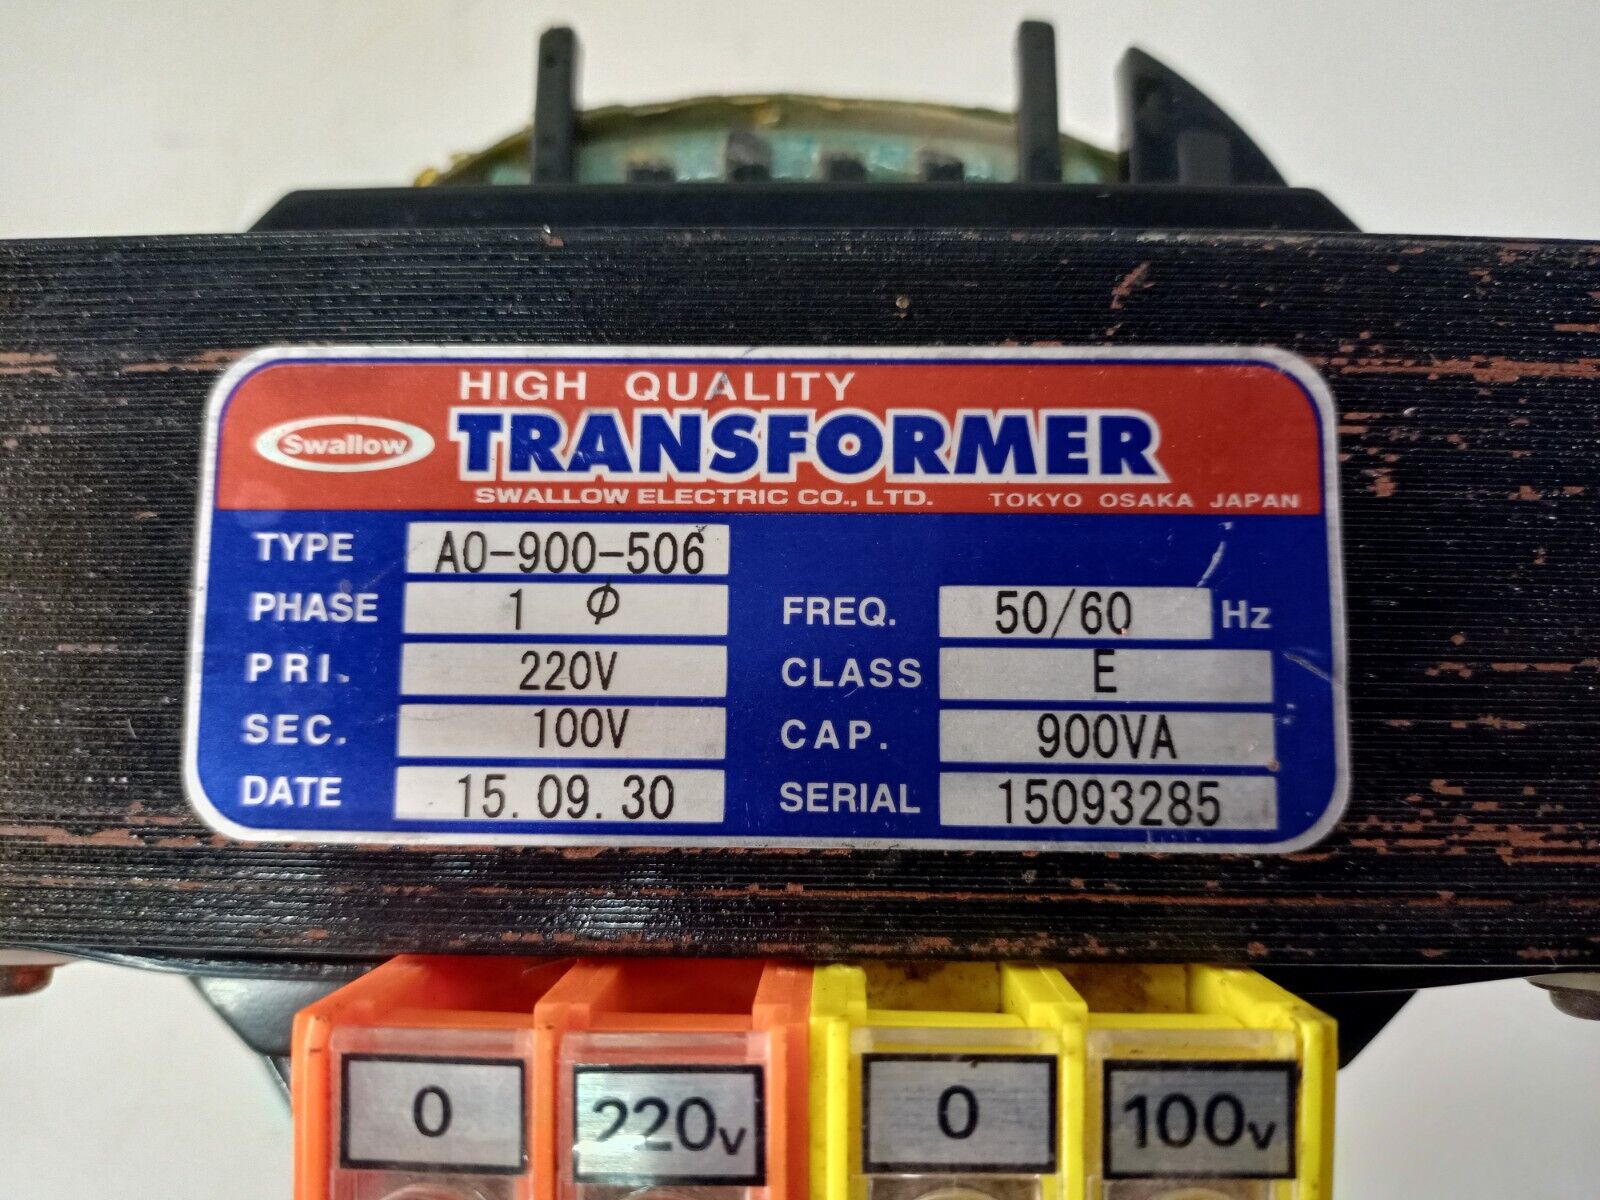 HIGH QUALITY
Swallow TRANSFORMER
SWALLOW ELECTRIC CO., LTD. TOKYO OSAKA JAPAN
TYPE AO-900-506
PHASE 1 φ FREQ. 50/60 Hz
PRI. 220V CLASS E
SEC. 100V CAP. 900VA
DATE 15.09.30 SERIAL 15093285
0 220v 0 100v